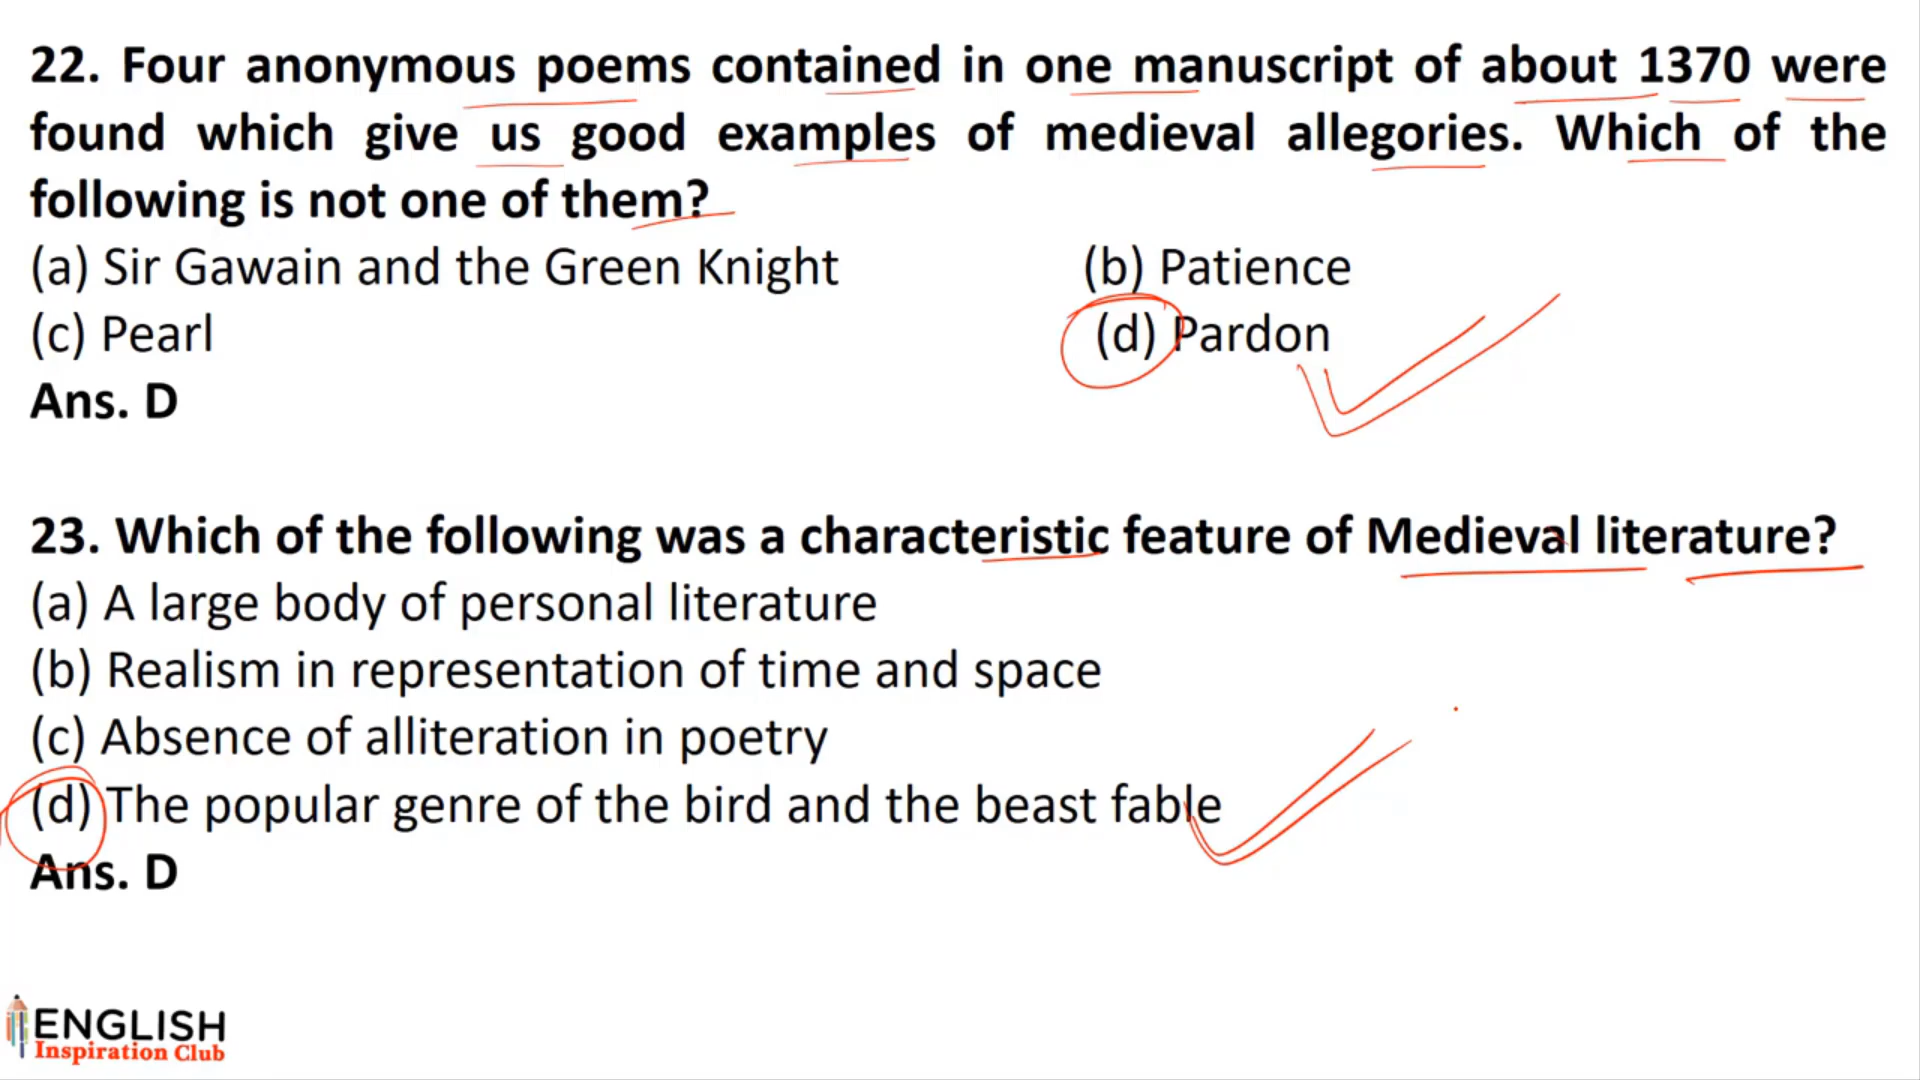 22. Four anonymous poems contained in one manuscript of about 1370 were
found which give us good examples of medieval allegories. Which of the
following is not one of them?
(a) Sir Gawain and the Green Knight (b) Patience
(c) Pearl (d) Pardon
Ans. D
23. Which of the following was a characteristic feature of Medieval literature?
(a) A large body of personal literature
(b) Realism in representation of time and space
(c) Absence of alliteration in poetry
(d) The popular genre of the bird and the beast fable
Ans. D
ENGLISH
Inspiration Club